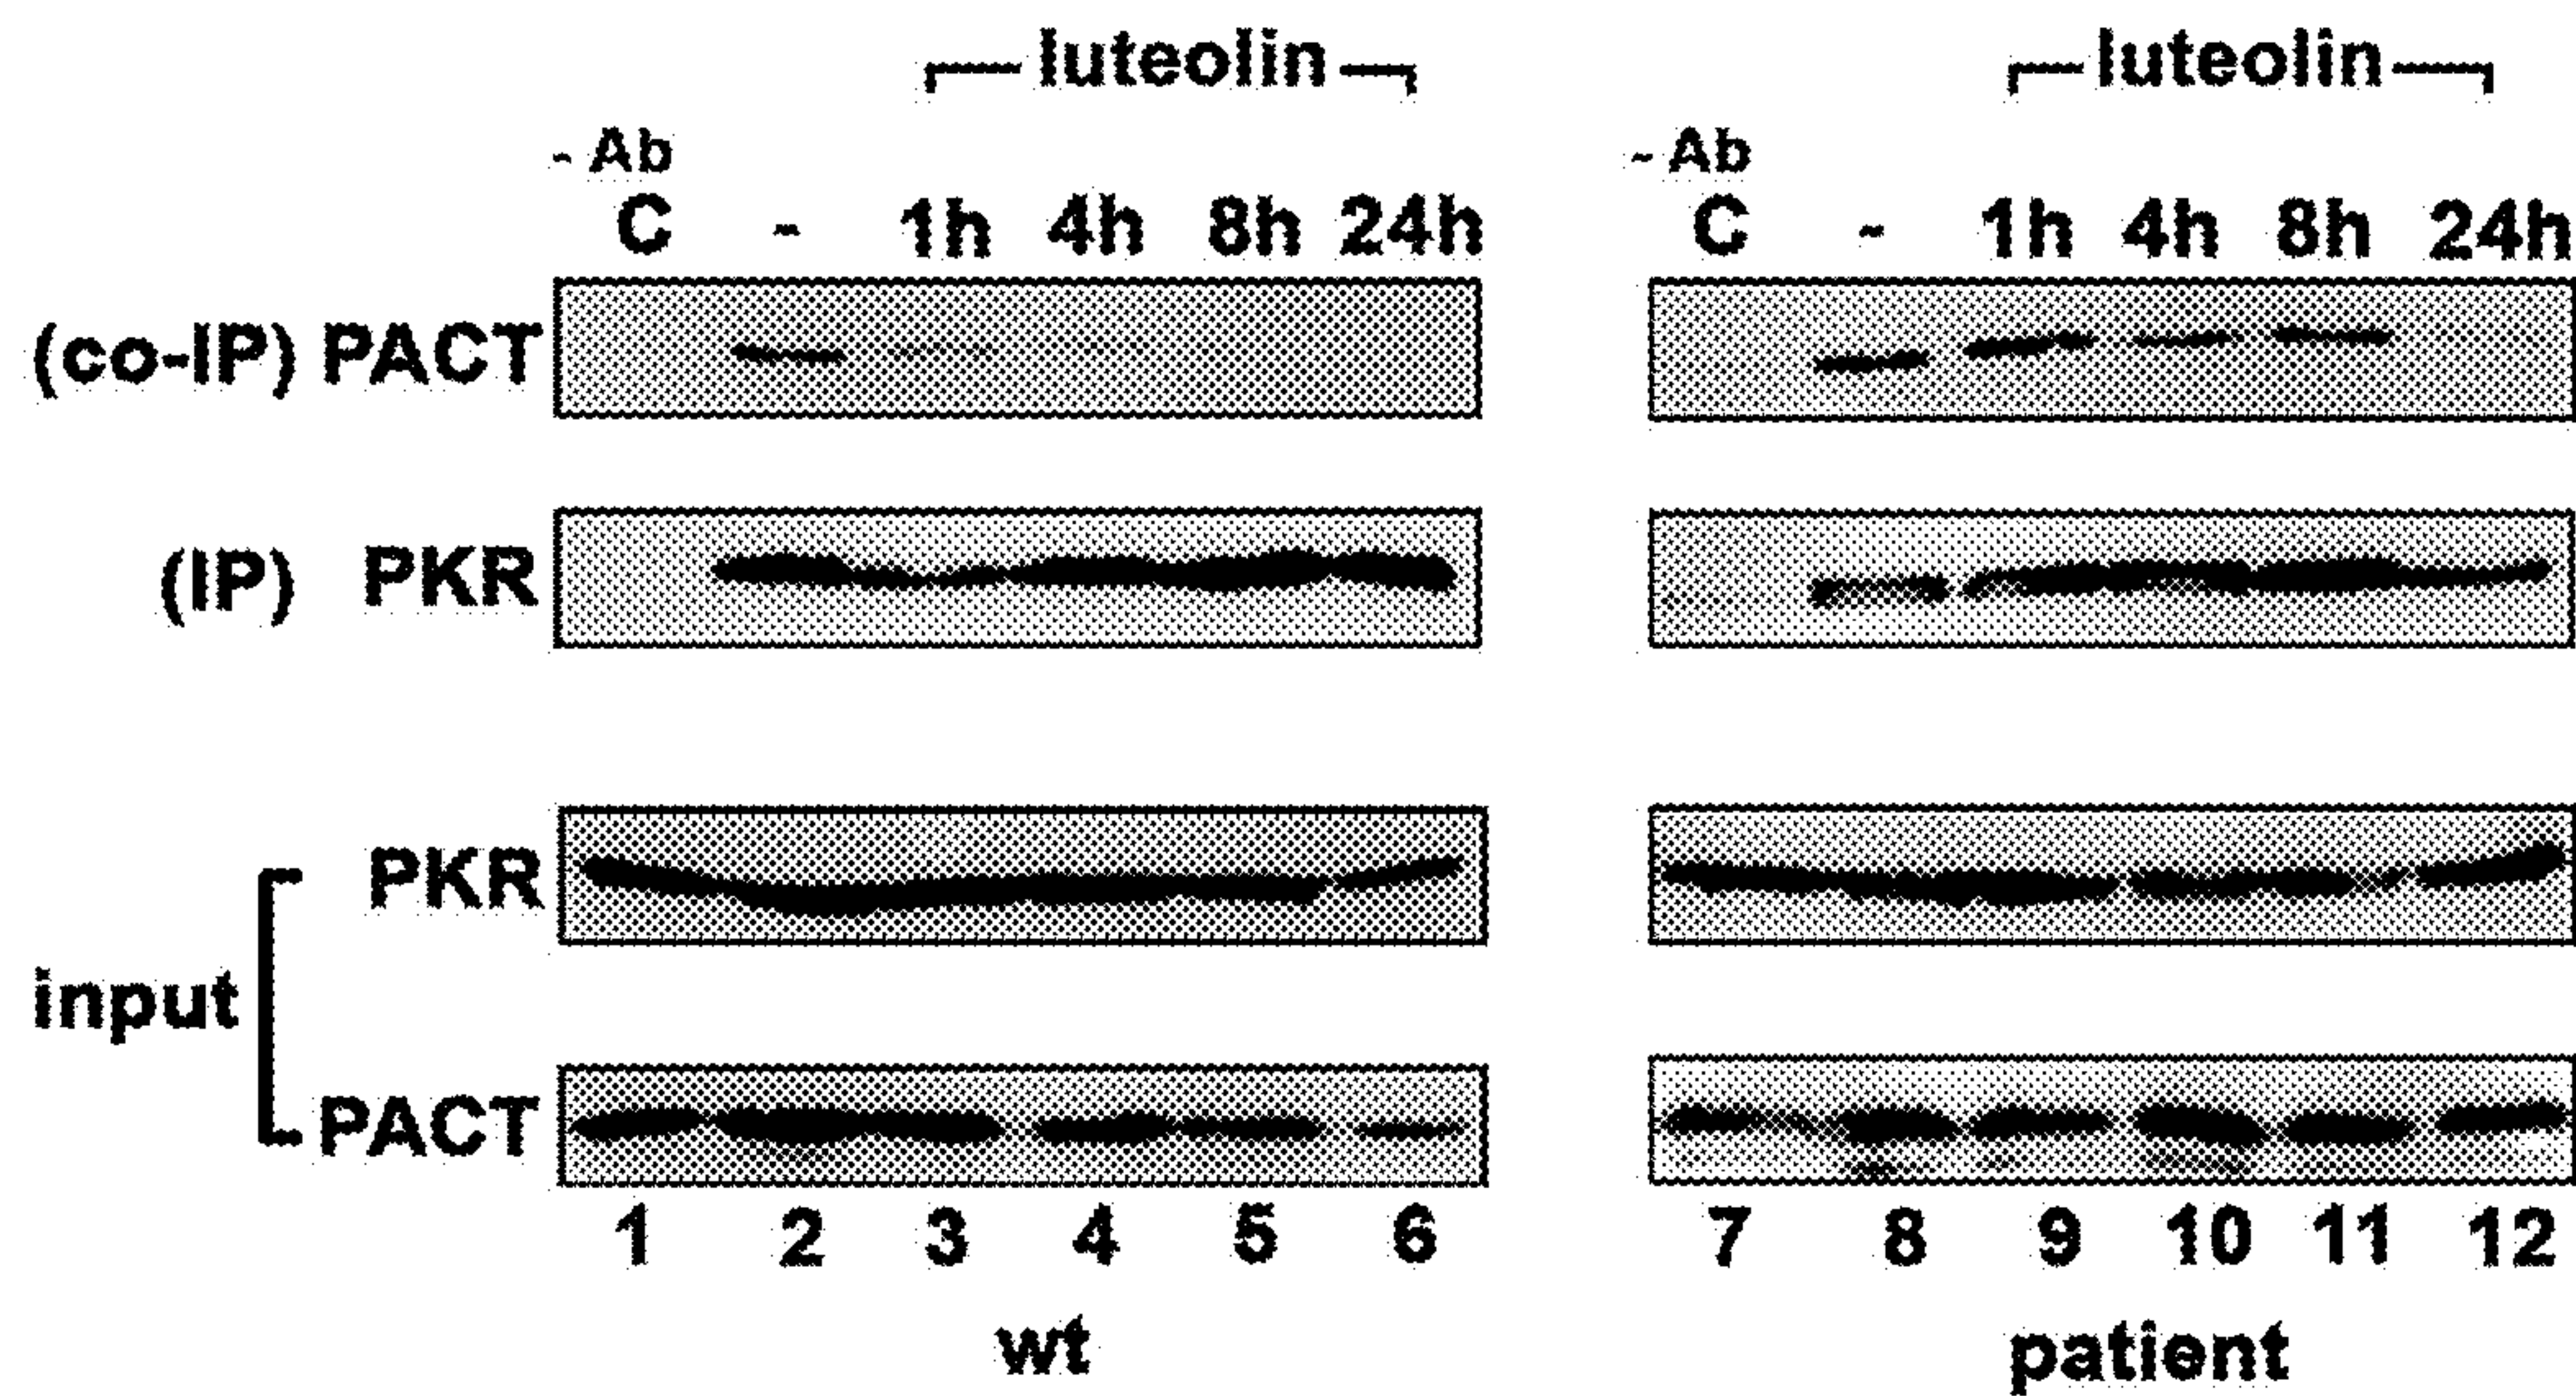 luteolin luteolin
- Ab - Ab
C - 1h 4h 8h 24h C - 1h 4h 8h 24h
(co-IP) PACT
(IP) PKR
PKR
input
PACT
1 2 3 4 5 6 7 8 9 10 11 12
wt patient